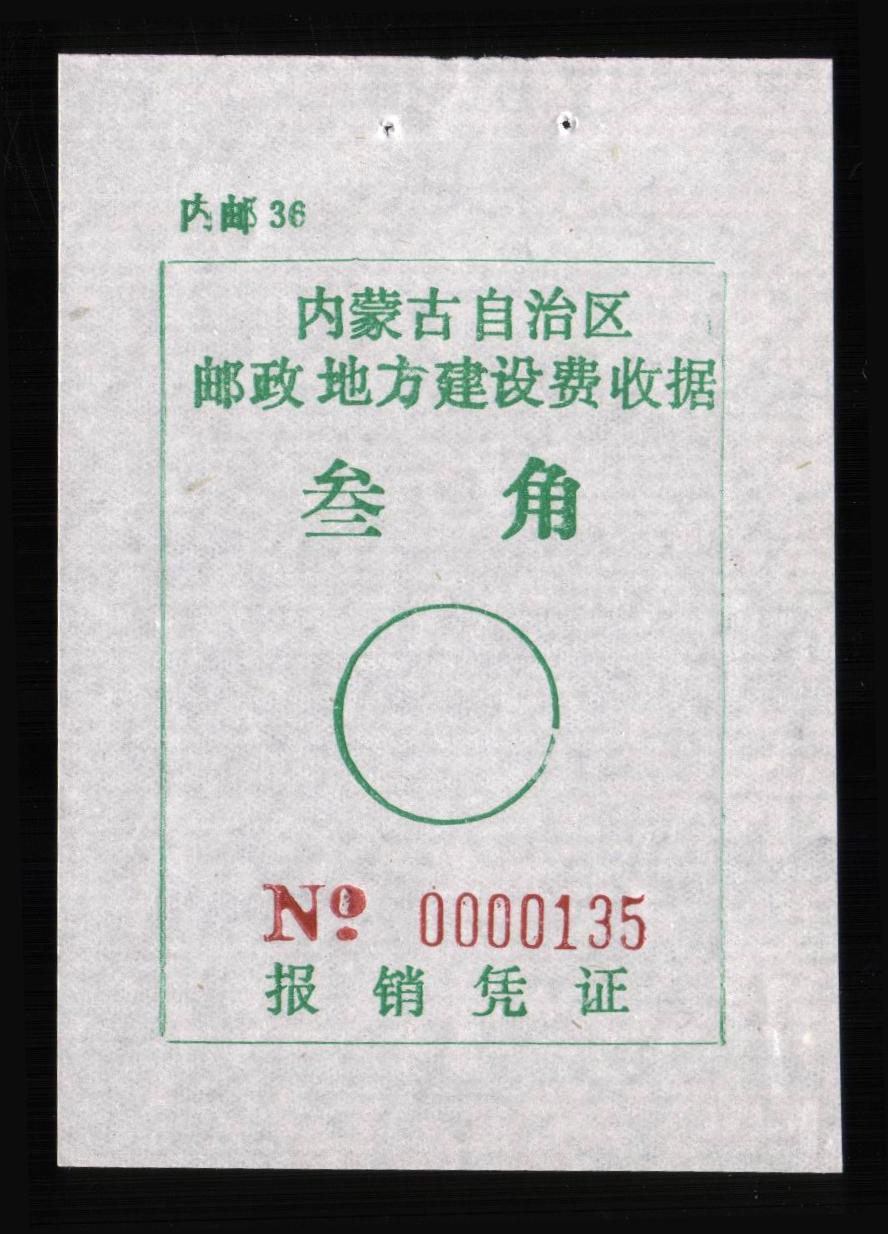 内邮 36
内蒙古自治区
邮政地方建设费收据
叁 角
№ 0000135
报销凭证